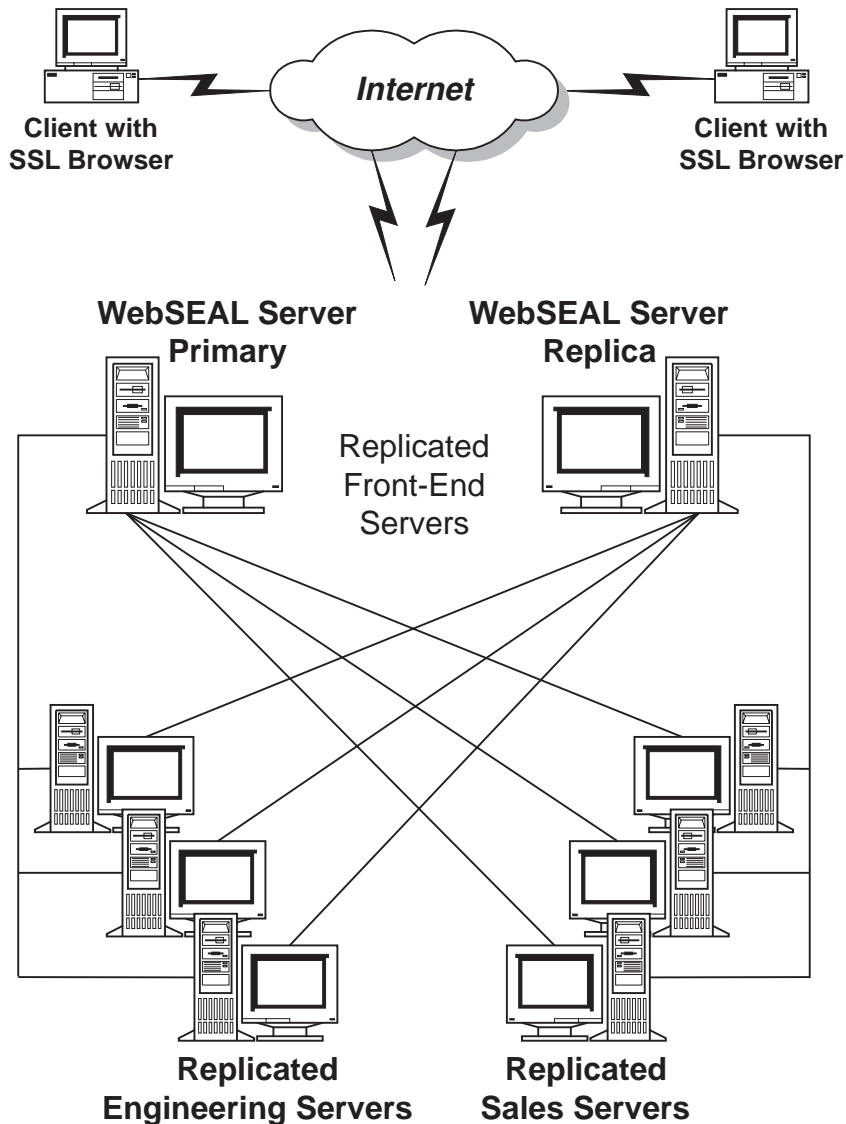 Internet
Client with
SSL Browser
Client with
SSL Browser
WebSEAL Server
Primary
WebSEAL Server
Replica
Replicated
Front-End
Servers
Replicated
Engineering Servers
Replicated
Sales Servers